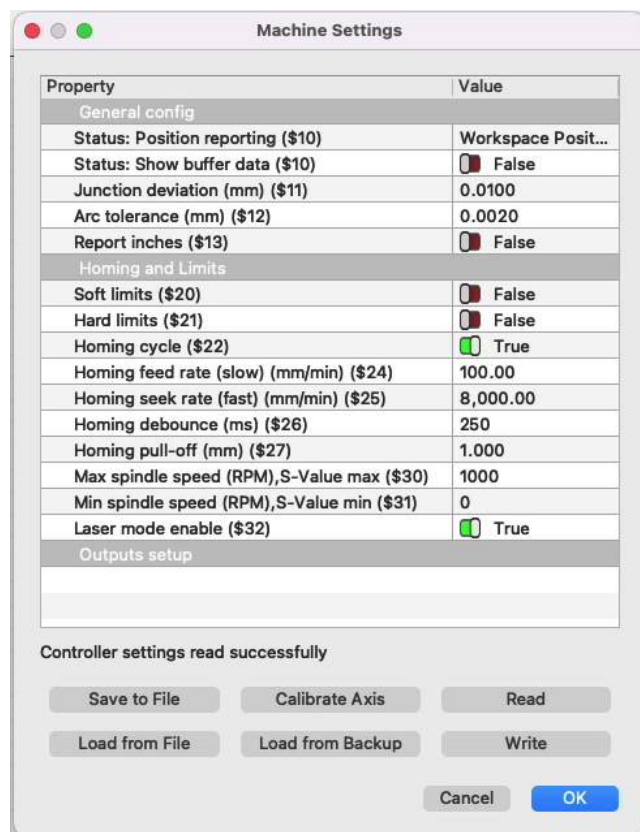 Machine Settings
Property Value
General config
Status: Position reporting ($10) Workspace Posit...
Status: Show buffer data ($10) False
Junction deviation (mm) ($11) 0.0100
Arc tolerance (mm) ($12) 0.0020
Report inches ($13) False
Homing and Limits
Soft limits ($20) False
Hard limits ($21) False
Homing cycle ($22) True
Homing feed rate (slow) (mm/min) ($24) 100.00
Homing seek rate (fast) (mm/min) ($25) 8,000.00
Homing debounce (ms) ($26) 250
Homing pull-off (mm) ($27) 1.000
Max spindle speed (RPM),S-Value max ($30) 1000
Min spindle speed (RPM),S-Value min ($31) 0
Laser mode enable ($32) True
Outputs setup
Controller settings read successfully
Save to File Calibrate Axis Read
Load from File Load from Backup Write
Cancel OK